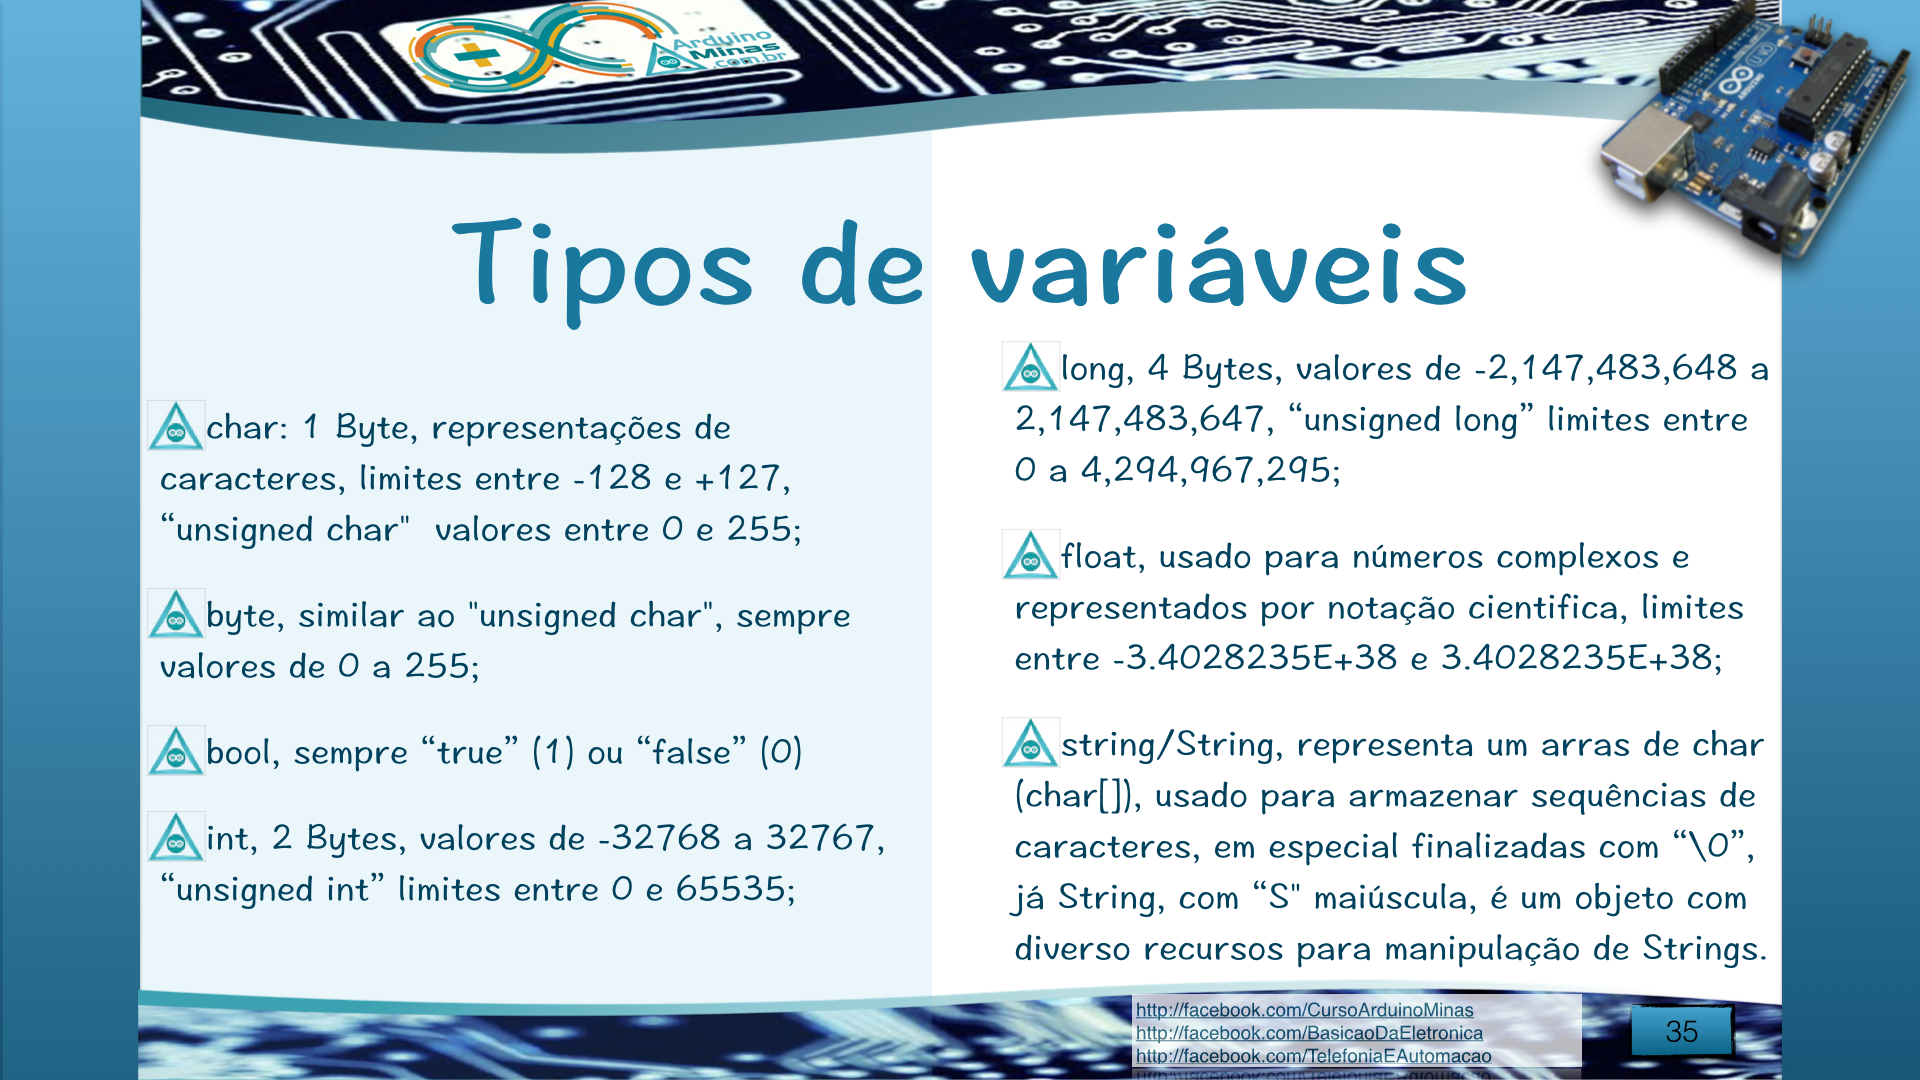 Arduino
Minas
.com.br
UNO
Tipos de variáveis
char: 1 Byte, representações de
caracteres, limites entre -128 e +127,
“unsigned char"  valores entre 0 e 255;
byte, similar ao "unsigned char", sempre
valores de 0 a 255;
bool, sempre “true” (1) ou “false” (0)
int, 2 Bytes, valores de -32768 a 32767,
“unsigned int” limites entre 0 e 65535;
long, 4 Bytes, valores de -2,147,483,648 a
2,147,483,647, “unsigned long” limites entre
0 a 4,294,967,295;
float, usado para números complexos e
representados por notação cientifica, limites
entre -3.4028235E+38 e 3.4028235E+38;
string/String, representa um arras de char
(char[]), usado para armazenar sequências de
caracteres, em especial finalizadas com “\0”,
já String, com “S" maiúscula, é um objeto com
diverso recursos para manipulação de Strings.
http://facebook.com/CursoArduinoMinas
http://facebook.com/BasicaoDaEletronica
http://facebook.com/TelefoniaEAutomacao
35